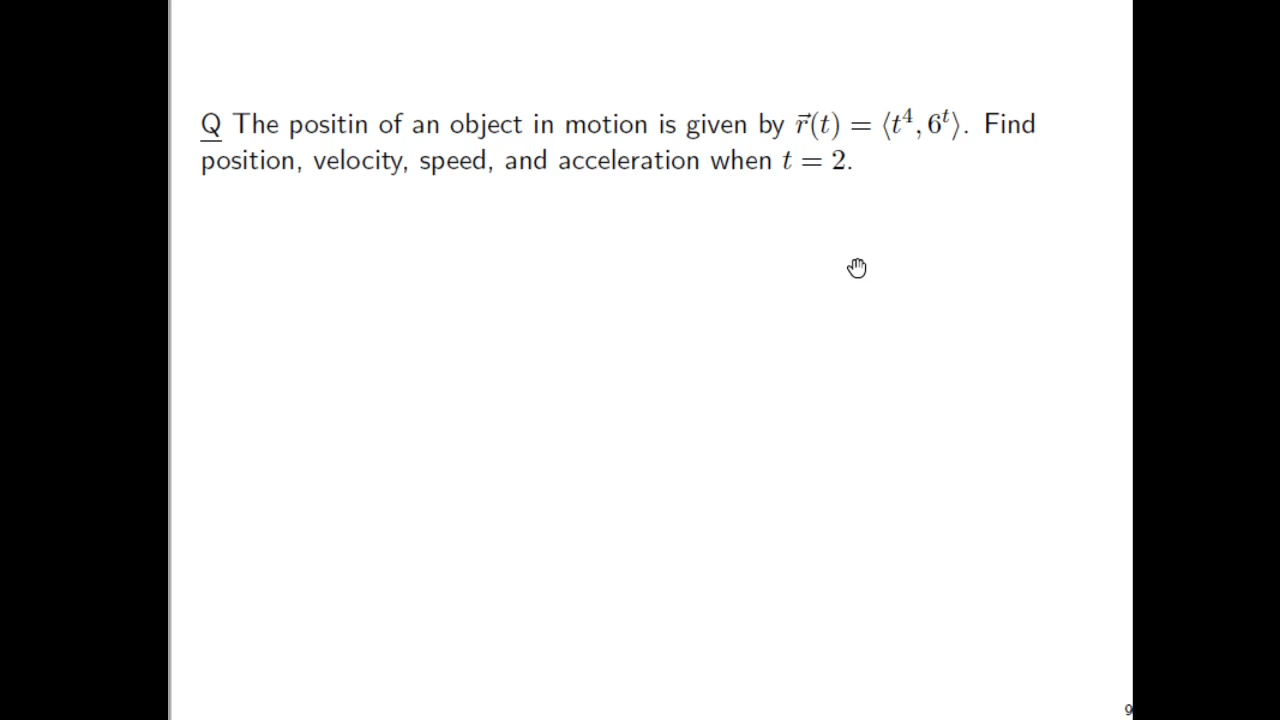 Q The positin of an object in motion is given by r⃗(t) = ⟨t⁴, 6ᵗ⟩. Find
position, velocity, speed, and acceleration when t = 2.
9